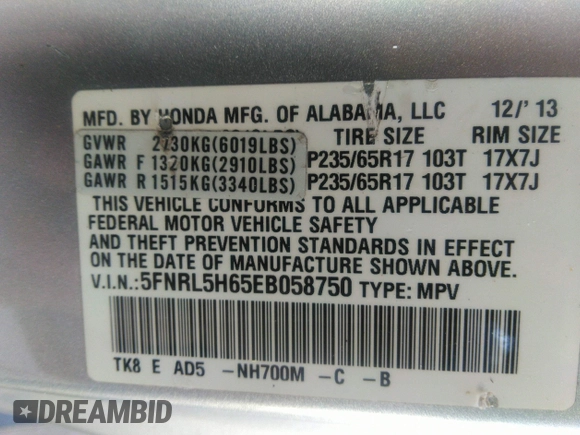 MFD. BY HONDA MFG. OF ALABAMA, LLC 12/'13
GVWR 2730KG(6019LBS) TIRE SIZE RIM SIZE
GAWR F 1320KG(2910LBS) P235/65R17 103T 17X7J
GAWR R 1515KG(3340LBS) P235/65R17 103T 17X7J
THIS VEHICLE CONFORMS TO ALL APPLICABLE
FEDERAL MOTOR VEHICLE SAFETY
AND THEFT PREVENTION STANDARDS IN EFFECT
ON THE DATE OF MANUFACTURE SHOWN ABOVE.
V.I.N.:5FNRL5H65EB058750 TYPE: MPV
TK8 E AD5 -NH700M -C -B
DREAMBID